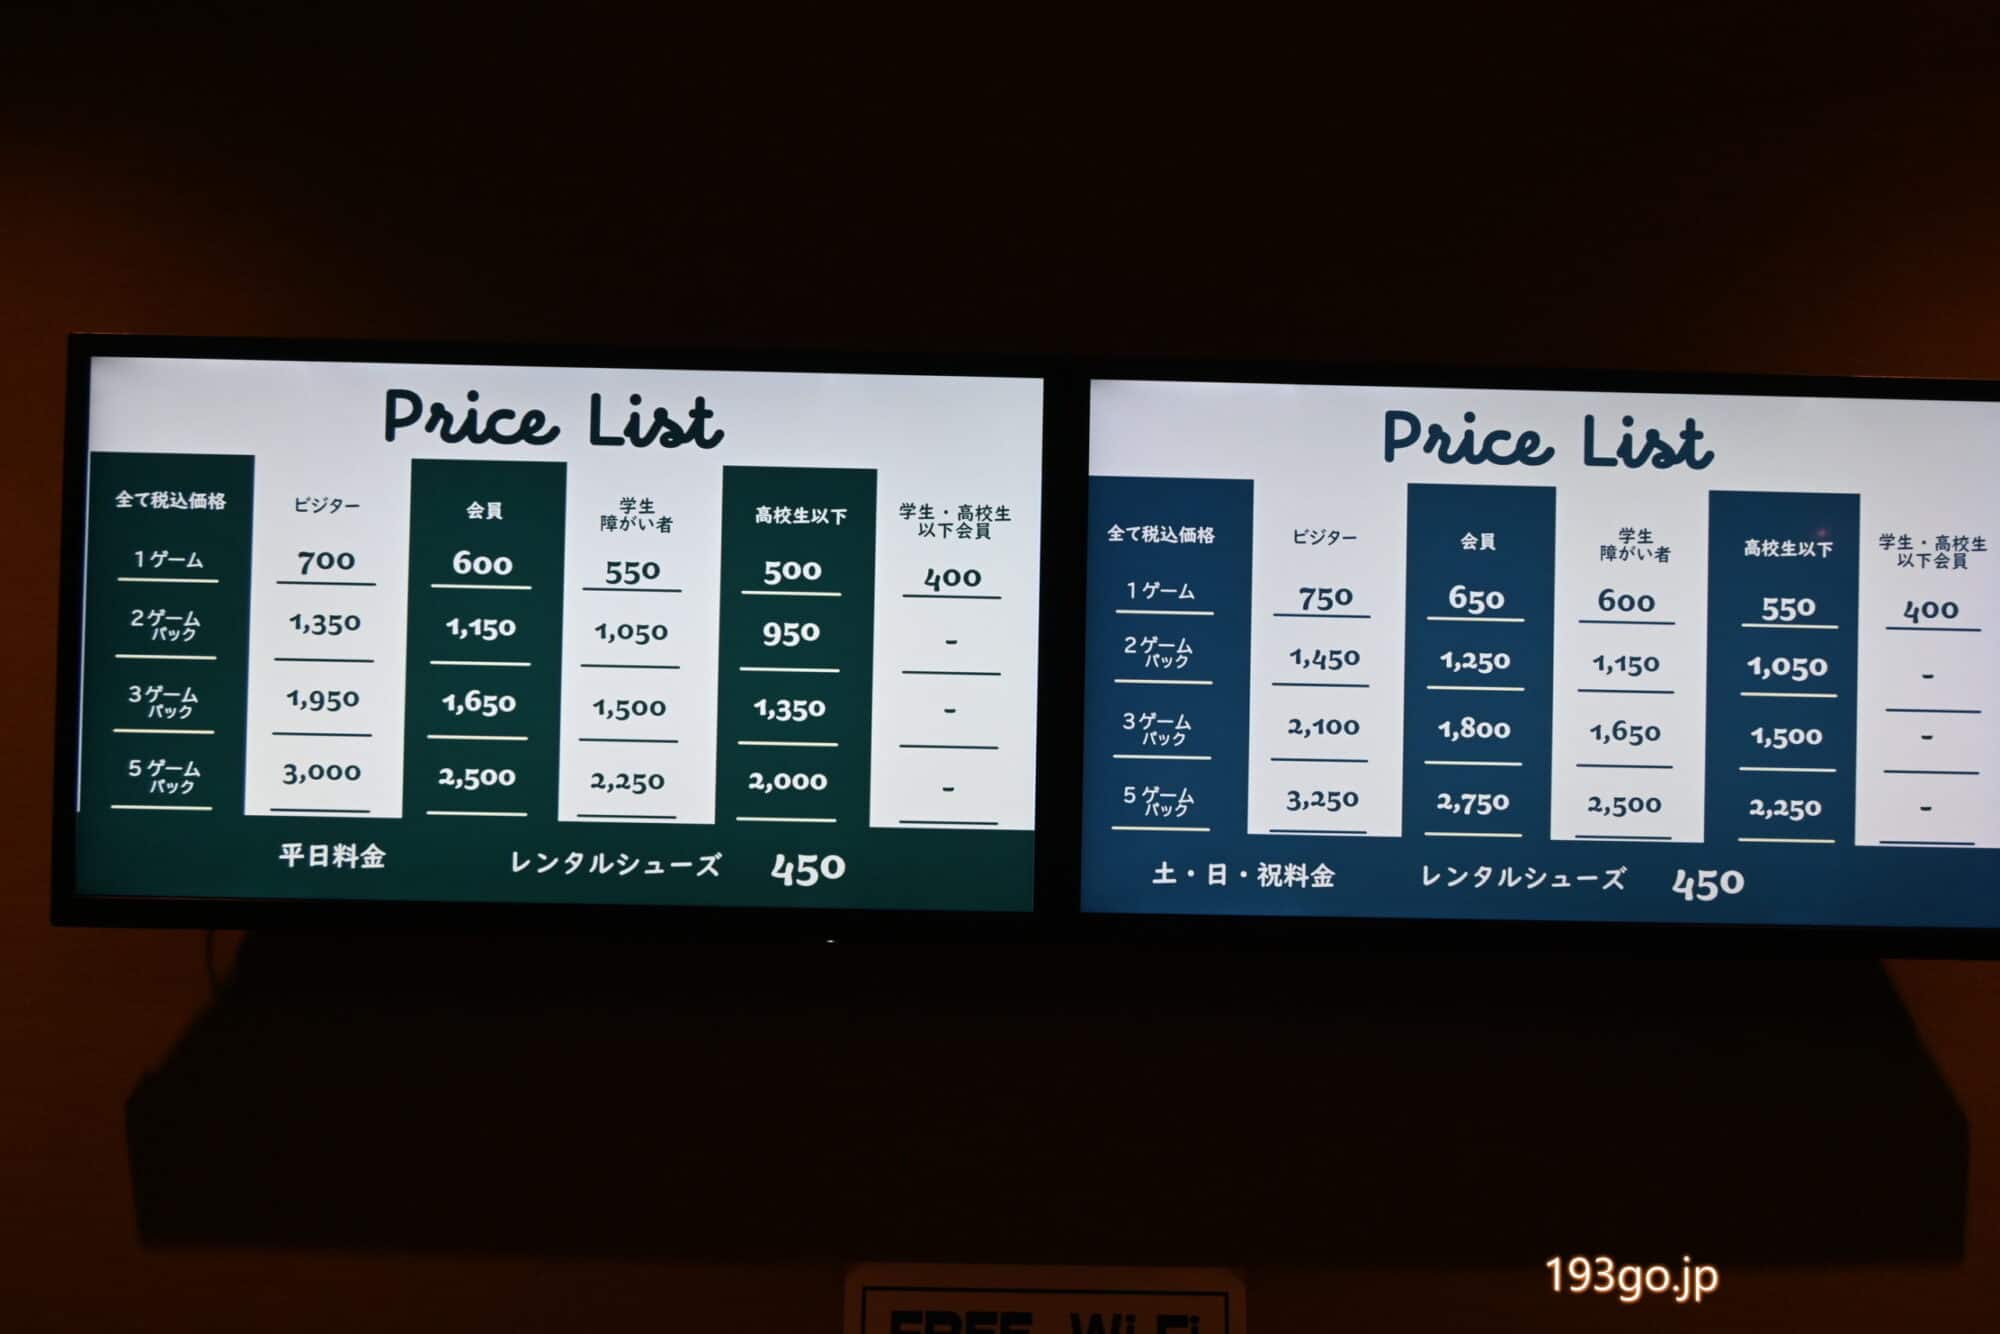 Price List
全て税込価格 ビジター 会員 学生 障がい者 高校生以下 学生・高校生 以下会員
1ゲーム 700 600 550 500 400
2ゲーム パック 1,350 1,150 1,050 950 -
3ゲーム パック 1,950 1,650 1,500 1,350 -
5ゲーム パック 3,000 2,500 2,250 2,000 -
平日料金 レンタルシューズ 450
Price List
全て税込価格 ビジター 会員 学生 障がい者 高校生以下 学生・高校生 以下会員
1ゲーム 750 650 600 550 400
2ゲーム パック 1,450 1,250 1,150 1,050 -
3ゲーム パック 2,100 1,800 1,650 1,500 -
5ゲーム パック 3,250 2,750 2,500 2,250 -
土・日・祝料金 レンタルシューズ 450
193go.jp
FREE Wi-Fi